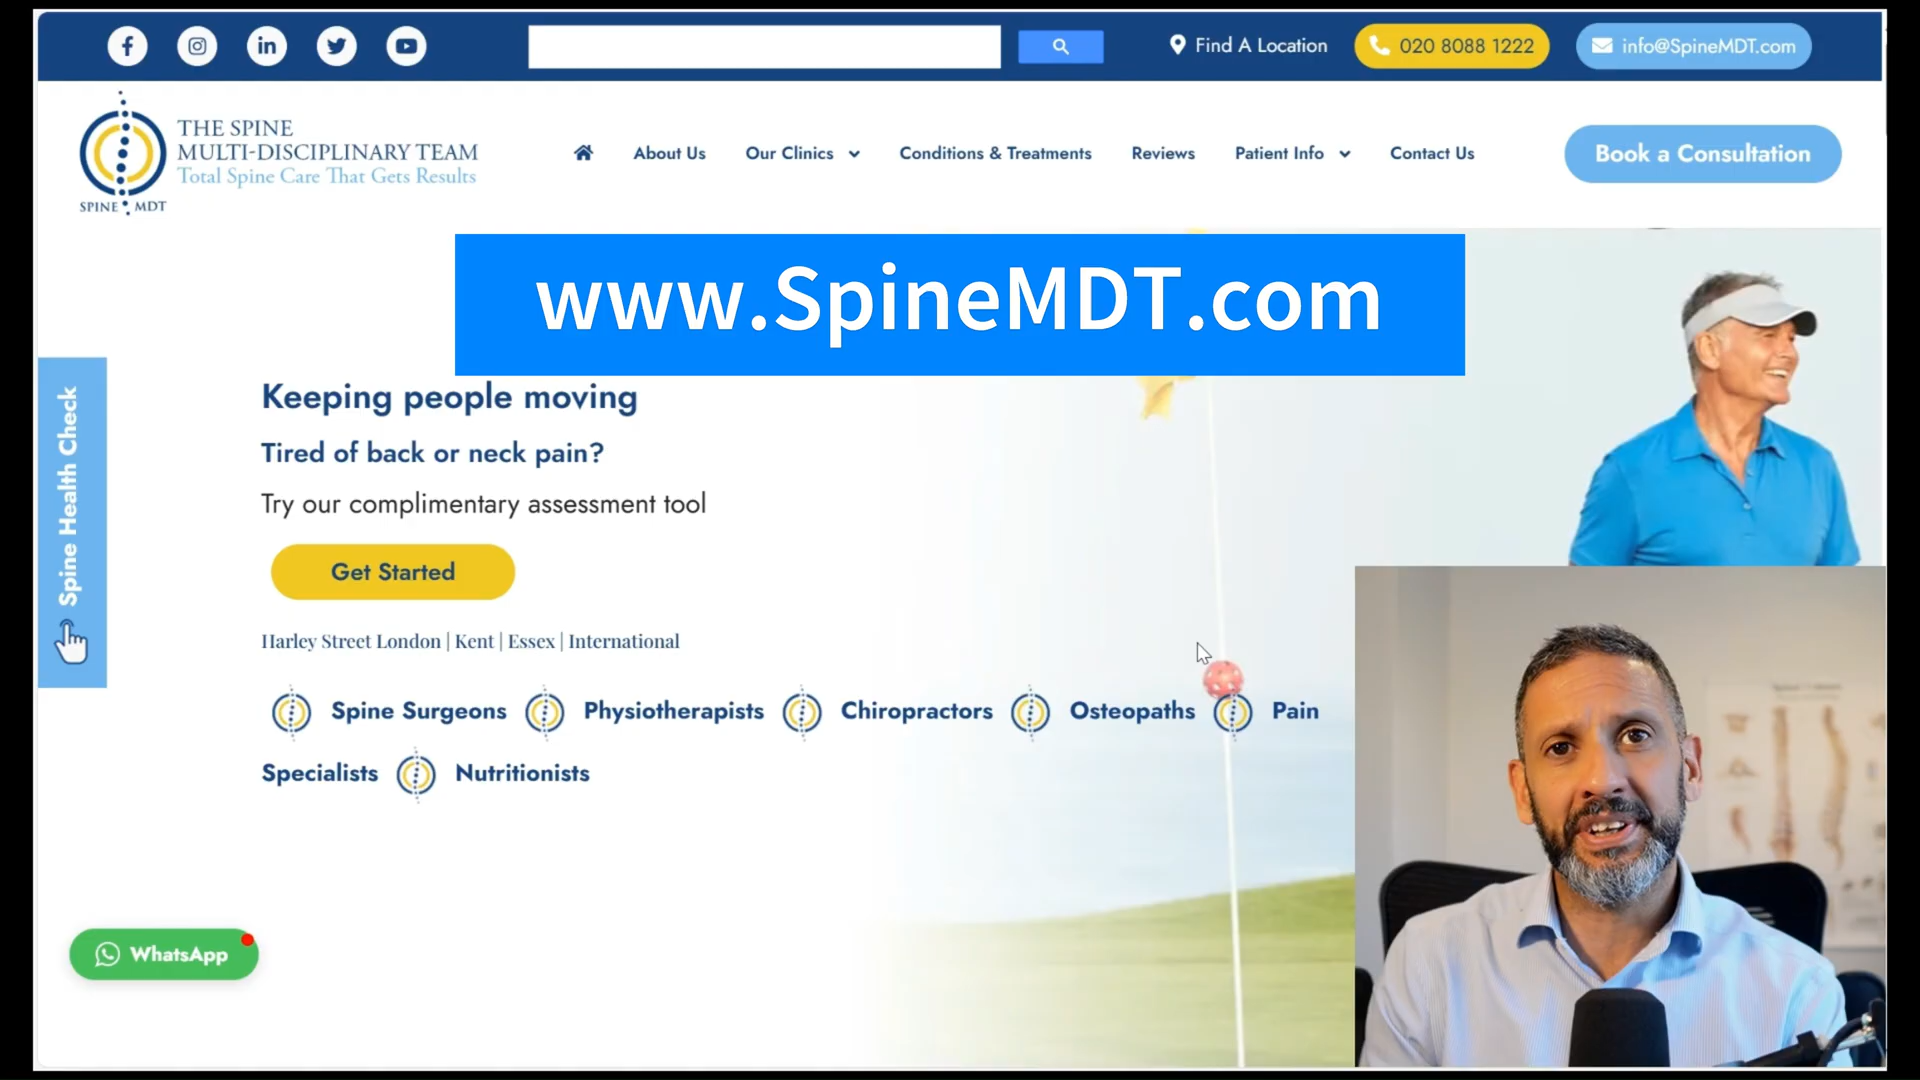 Find A Location
020 8088 1222
info@SpineMDT.com
THE SPINE
MULTI-DISCIPLINARY TEAM
Total Spine Care That Gets Results
SPINE MDT
About Us
Our Clinics
Conditions & Treatments
Reviews
Patient Info
Contact Us
Book a Consultation
www.SpineMDT.com
Keeping people moving
Tired of back or neck pain?
Try our complimentary assessment tool
Get Started
Harley Street London | Kent | Essex | International
Spine Surgeons Physiotherapists Chiropractors Osteopaths Pain
Specialists Nutritionists
Spine Health Check
WhatsApp